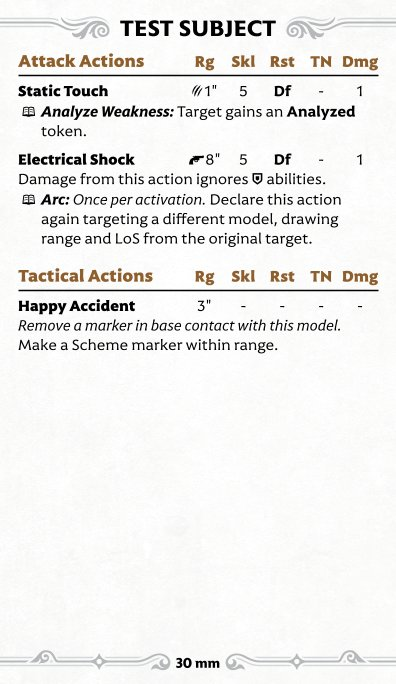 TEST SUBJECT
Attack Actions Rg Skl Rst TN Dmg
Static Touch 1" 5 Df - 1
Analyze Weakness: Target gains an Analyzed
token.
Electrical Shock 8" 5 Df - 1
Damage from this action ignores abilities.
Arc: Once per activation. Declare this action
again targeting a different model, drawing
range and LoS from the original target.
Tactical Actions Rg Skl Rst TN Dmg
Happy Accident 3" - - - -
Remove a marker in base contact with this model.
Make a Scheme marker within range.
30 mm